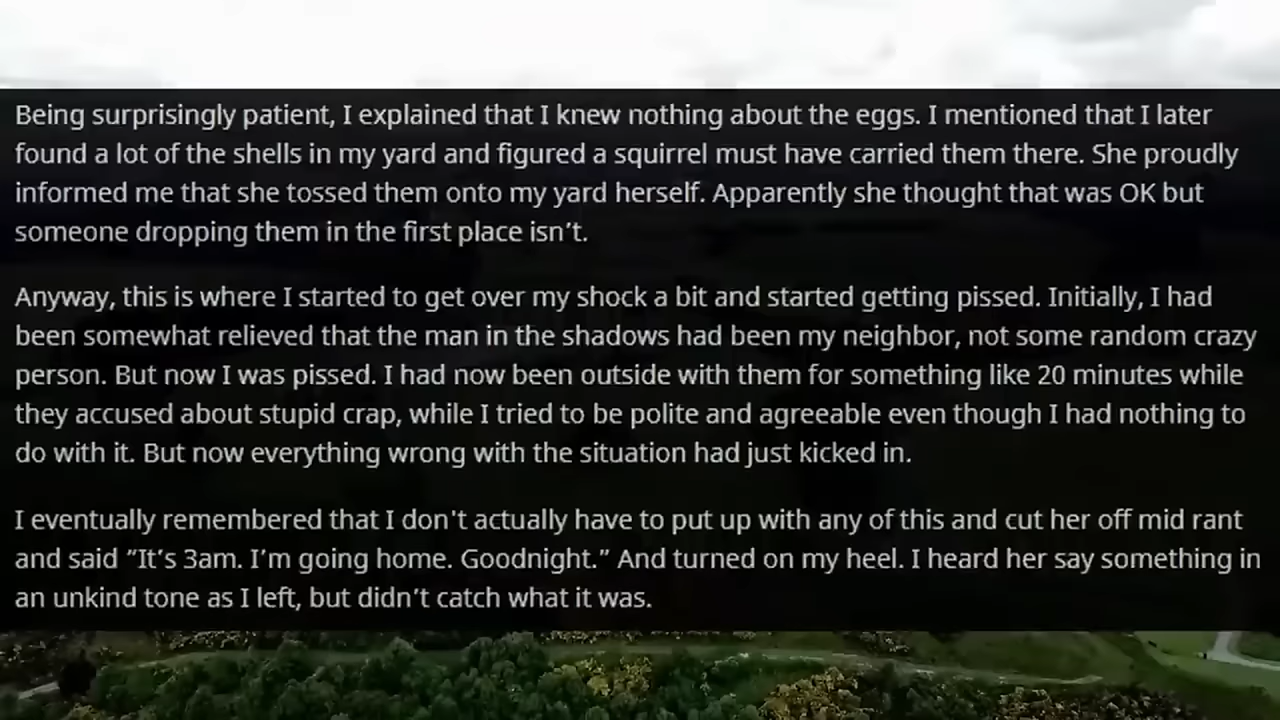 Being surprisingly patient, I explained that I knew nothing about the eggs. I mentioned that I later
found a lot of the shells in my yard and figured a squirrel must have carried them there. She proudly
informed me that she tossed them onto my yard herself. Apparently she thought that was OK but
someone dropping them in the first place isn’t.
Anyway, this is where I started to get over my shock a bit and started getting pissed. Initially, I had
been somewhat relieved that the man in the shadows had been my neighbor, not some random crazy
person. But now I was pissed. I had now been outside with them for something like 20 minutes while
they accused about stupid crap, while I tried to be polite and agreeable even though I had nothing to
do with it. But now everything wrong with the situation had just kicked in.
I eventually remembered that I don't actually have to put up with any of this and cut her off mid rant
and said “It’s 3am. I’m going home. Goodnight.” And turned on my heel. I heard her say something in
an unkind tone as I left, but didn’t catch what it was.